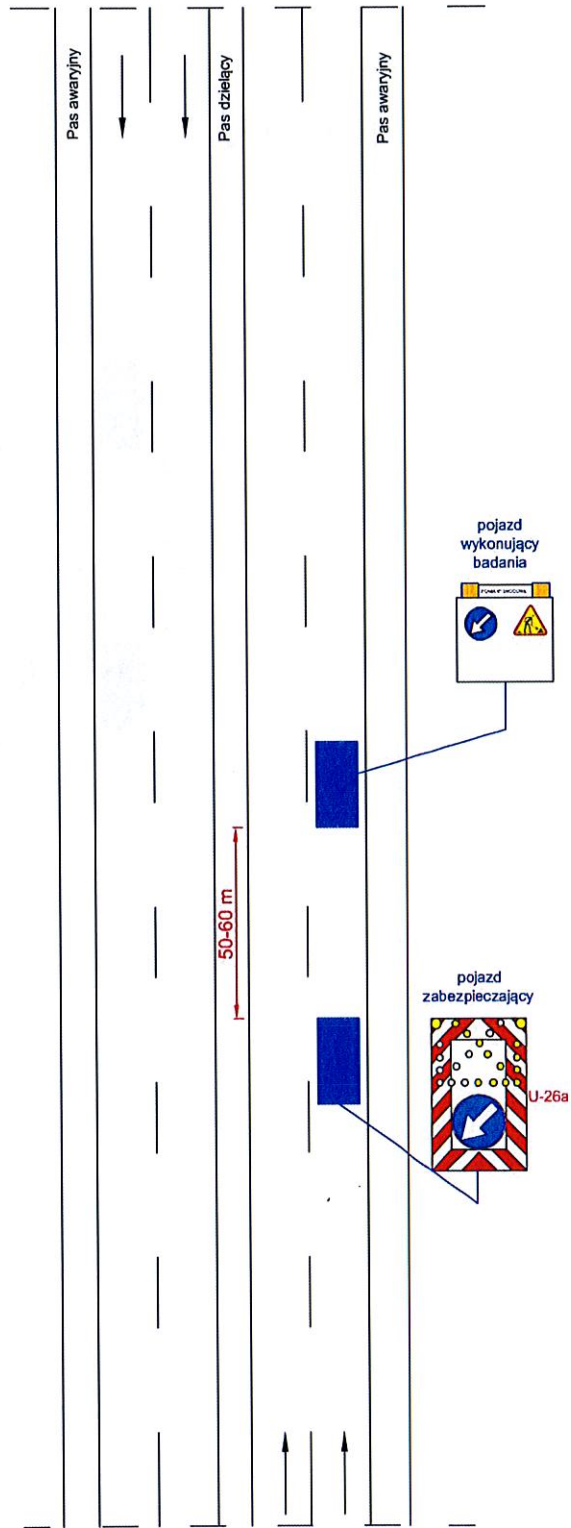 Pas awaryjny
Pas dzielący
Pas awaryjny
pojazd
wykonujący
badania
50-60 m
pojazd
zabezpieczający
U-26a